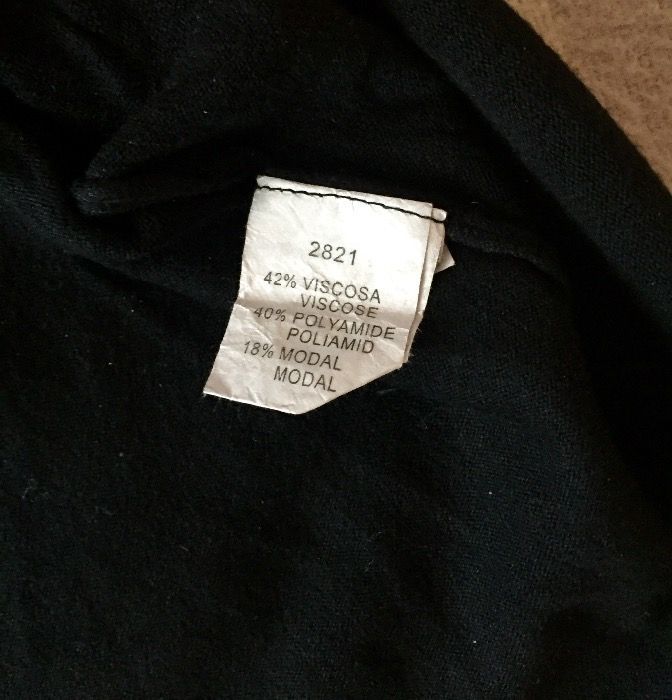 2821
42% VISCOSA
VISCOSE
40% POLYAMIDE
POLIAMID
18% MODAL
MODAL